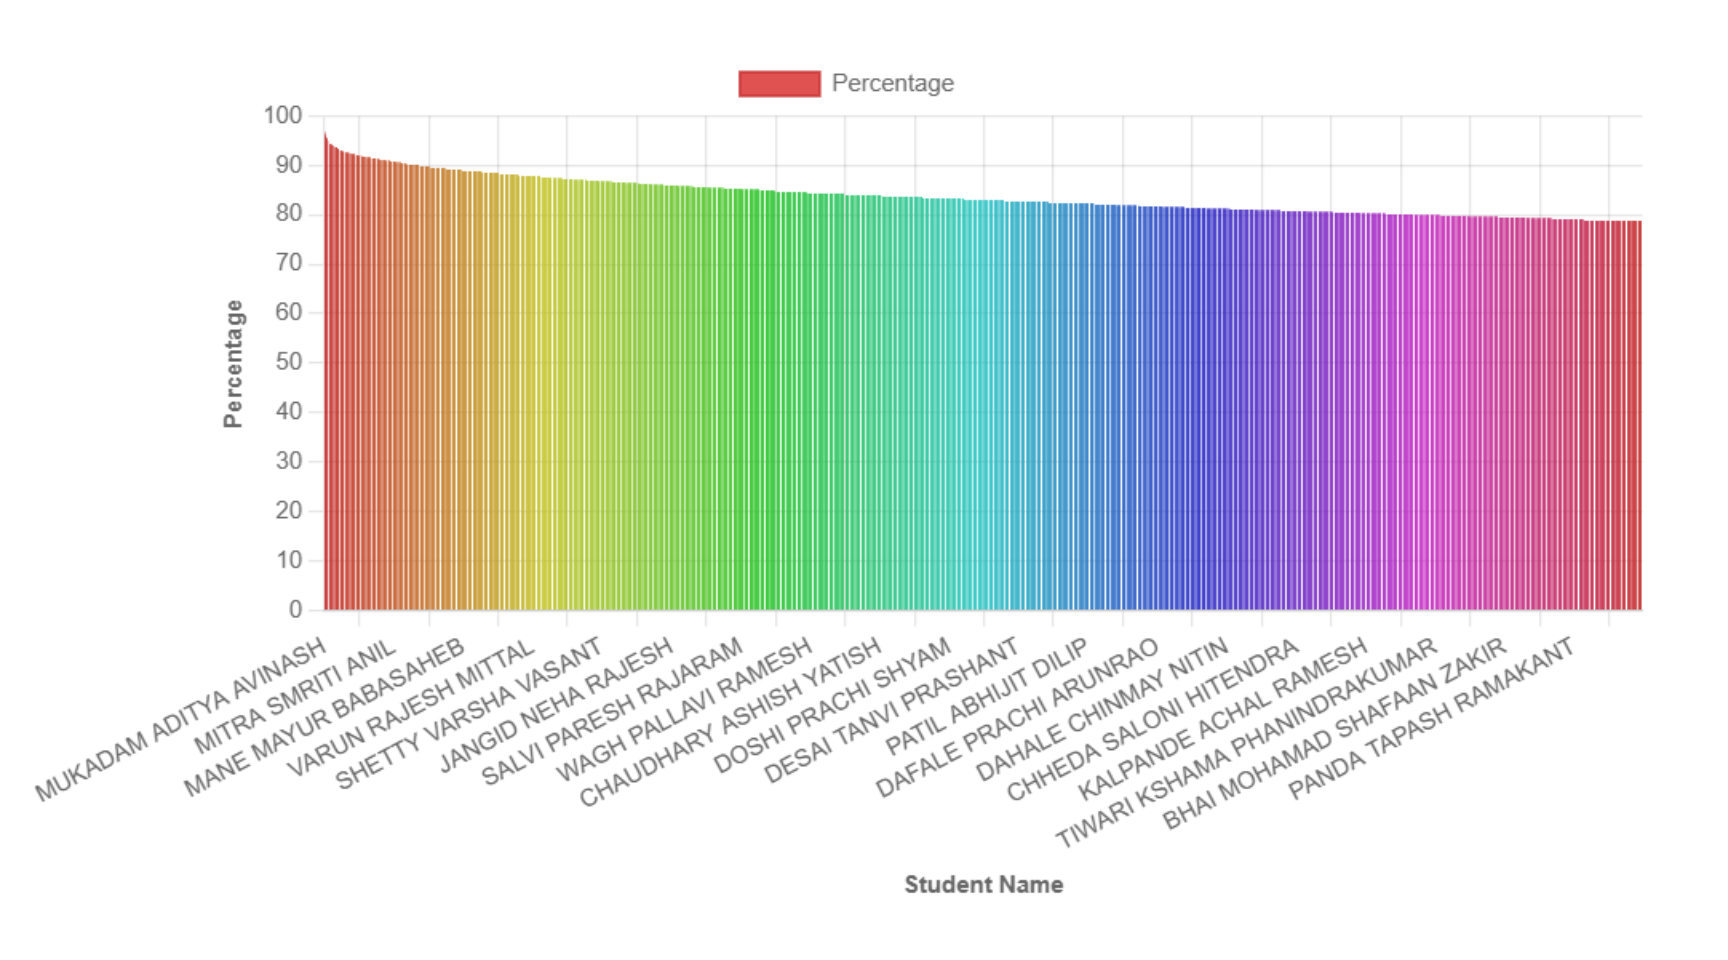 Percentage
100
90
80
70
60
50
40
30
20
10
0
Percentage
MUKADAM ADITYA AVINASH
MITRA SMRITI ANIL
MANE MAYUR BABASAHEB
VARUN RAJESH MITTAL
SHETTY VARSHA VASANT
JANGID NEHA RAJESH
SALVI PARESH RAJARAM
WAGH PALLAVI RAMESH
CHAUDHARY ASHISH YATISH
DOSHI PRACHI SHYAM
DESAI TANVI PRASHANT
PATIL ABHIJIT DILIP
DAFALE PRACHI ARUNRAO
DAHALE CHINMAY NITIN
CHHEDA SALONI HITENDRA
KALPANDE ACHAL RAMESH
TIWARI KSHAMA PHANINDRAKUMAR
BHAI MOHAMAD SHAFAAN ZAKIR
PANDA TAPASH RAMAKANT
Student Name